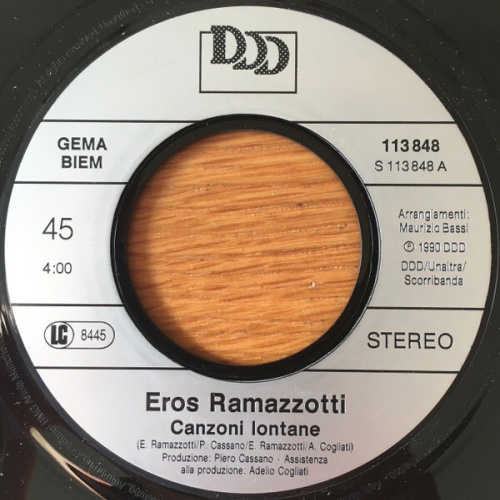 DDD
GEMA
BIEM
113 848
S 113 848 A
45
4:00
Arrangiamenti:
Maurizio Bassi
℗ 1990 DDD
DDD/Unaltra/
Scorribanda
LC 8445
STEREO
Eros Ramazzotti
Canzoni lontane
(E. Ramazzotti/P. Cassano/E. Ramazzotti/A. Cogliati)
Produzione: Piero Cassano - Assistenza
alla produzione: Adelio Cogliati